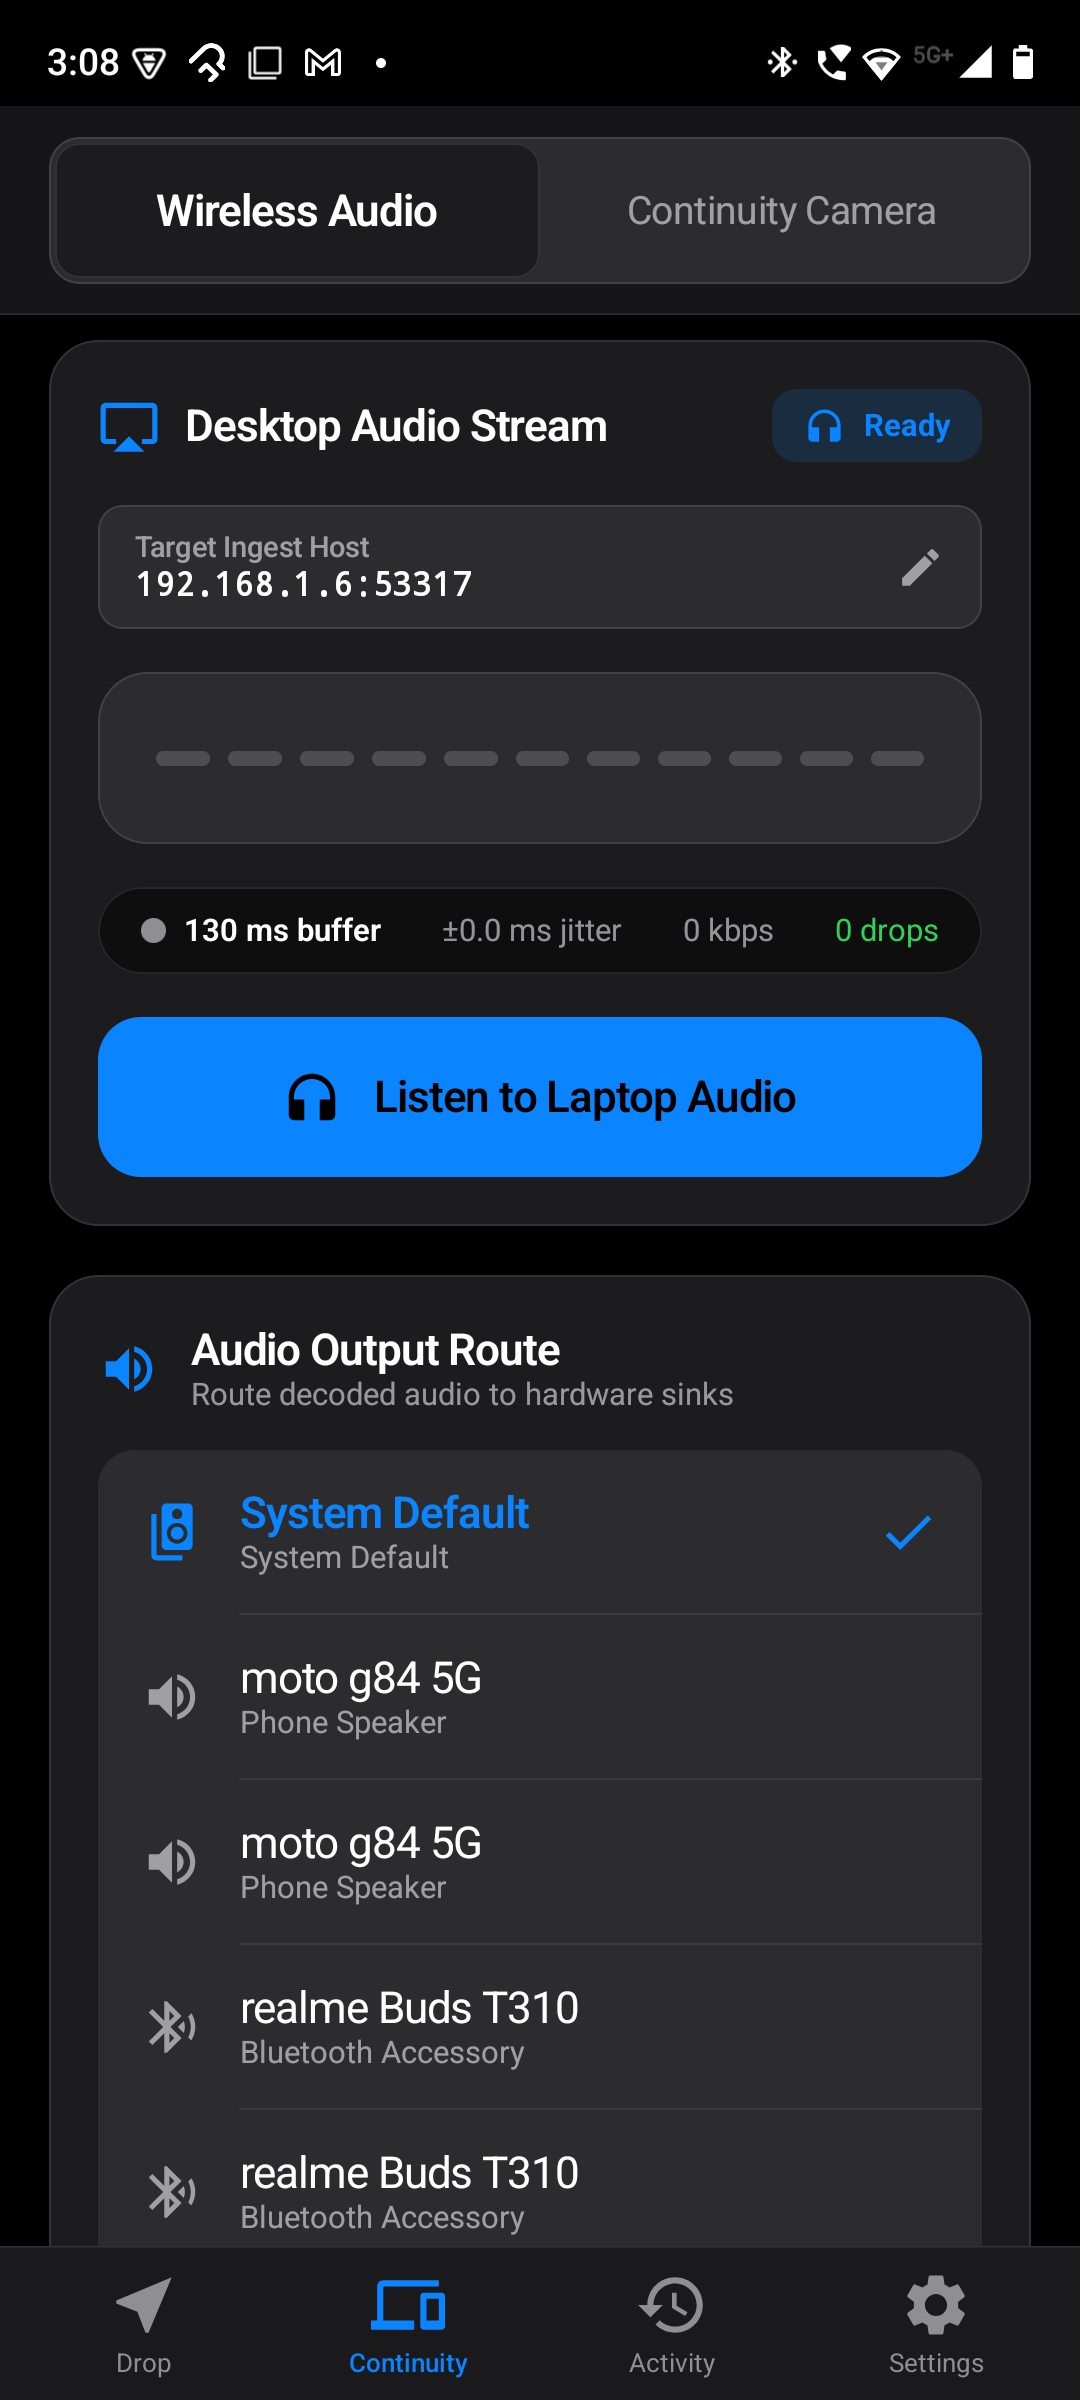 3:08
5G+
Wireless Audio
Continuity Camera
Desktop Audio Stream
Ready
Target Ingest Host
192.168.1.6:53317
130 ms buffer
±0.0 ms jitter
0 kbps
0 drops
Listen to Laptop Audio
Audio Output Route
Route decoded audio to hardware sinks
System Default
System Default
moto g84 5G
Phone Speaker
moto g84 5G
Phone Speaker
realme Buds T310
Bluetooth Accessory
realme Buds T310
Bluetooth Accessory
Drop
Continuity
Activity
Settings